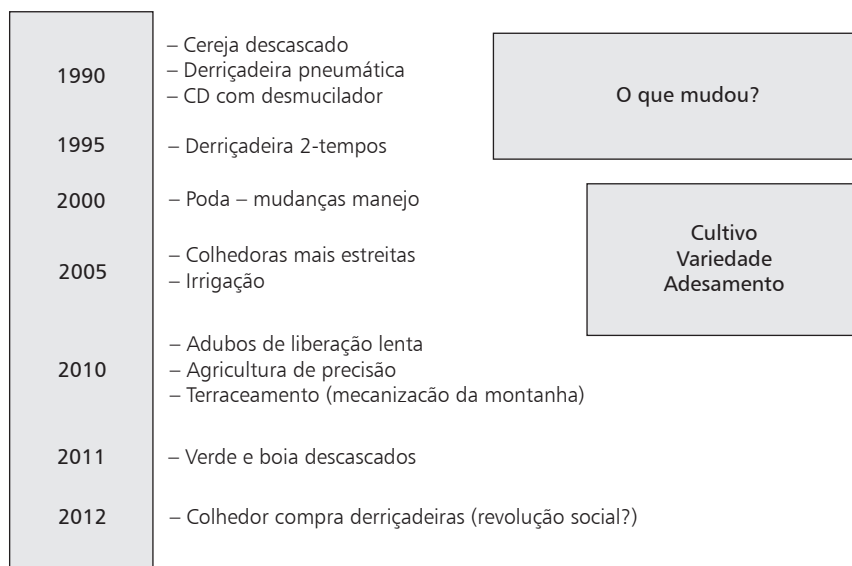 1990
– Cereja descascado
– Derriçadeira pneumática
– CD com desmucilador
O que mudou?
1995
– Derriçadeira 2-tempos
2000
– Poda – mudanças manejo
Cultivo
Variedade
Adesamento
2005
– Colhedoras mais estreitas
– Irrigação
2010
– Adubos de liberação lenta
– Agricultura de precisão
– Terraceamento (mecanizacão da montanha)
2011
– Verde e boia descascados
2012
– Colhedor compra derriçadeiras (revolução social?)